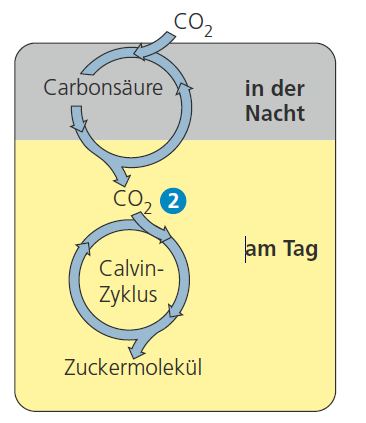 CO₂
Carbonsäure
in der
Nacht
CO₂ 2
am Tag
Calvin-
Zyklus
Zuckermolekül